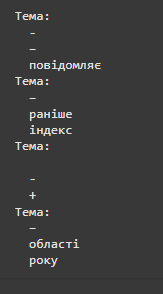 Тема:
-
–
повідомляє
Тема:
–
раніше
індекс
Тема:
-
+
Тема:
–
області
року